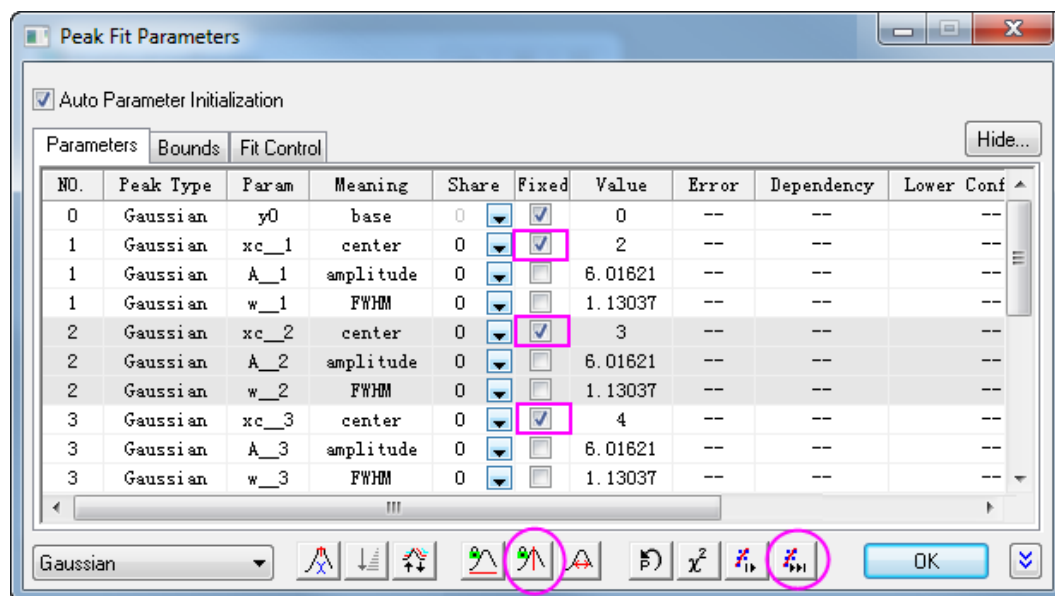 Peak Fit Parameters
Auto Parameter Initialization
Parameters Bounds Fit Control Hide...
NO. Peak Type Param Meaning Share Fixed Value Error Dependency Lower Conf
0 Gaussian y0 base 0 0 -- -- --
1 Gaussian xc__1 center 0 2 -- -- --
1 Gaussian A__1 amplitude 0 6.01621 -- -- --
1 Gaussian w__1 FWHM 0 1.13037 -- -- --
2 Gaussian xc__2 center 0 3 -- -- --
2 Gaussian A__2 amplitude 0 6.01621 -- -- --
2 Gaussian w__2 FWHM 0 1.13037 -- -- --
3 Gaussian xc__3 center 0 4 -- -- --
3 Gaussian A__3 amplitude 0 6.01621 -- -- --
3 Gaussian w__3 FWHM 0 1.13037 -- -- --
Gaussian χ² OK